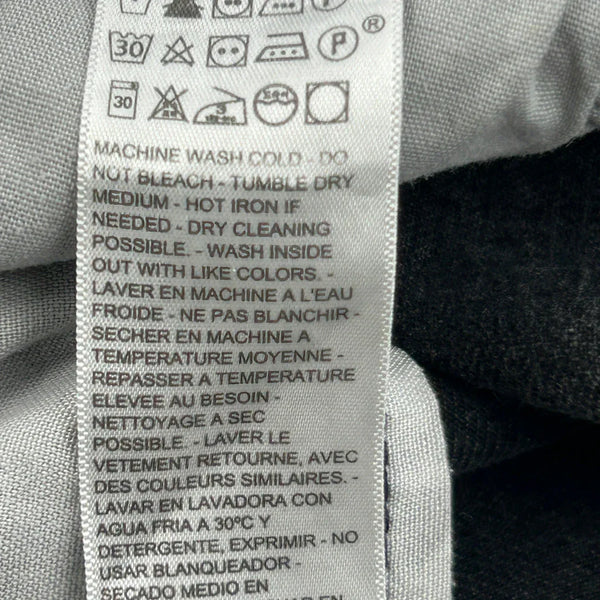 30 P ®
30 3
MACHINE WASH COLD - DO
NOT BLEACH - TUMBLE DRY
MEDIUM - HOT IRON IF
NEEDED - DRY CLEANING
POSSIBLE. - WASH INSIDE
OUT WITH LIKE COLORS. -
LAVER EN MACHINE A L'EAU
FROIDE - NE PAS BLANCHIR -
SECHER EN MACHINE A
TEMPERATURE MOYENNE -
REPASSER A TEMPERATURE
ELEVEE AU BESOIN -
NETTOYAGE A SEC
POSSIBLE. - LAVER LE
VETEMENT RETOURNE, AVEC
DES COULEURS SIMILAIRES. -
LAVAR EN LAVADORA CON
AGUA FRIA A 30ºC Y
DETERGENTE, EXPRIMIR - NO
USAR BLANQUEADOR -
SECADO MEDIO EN